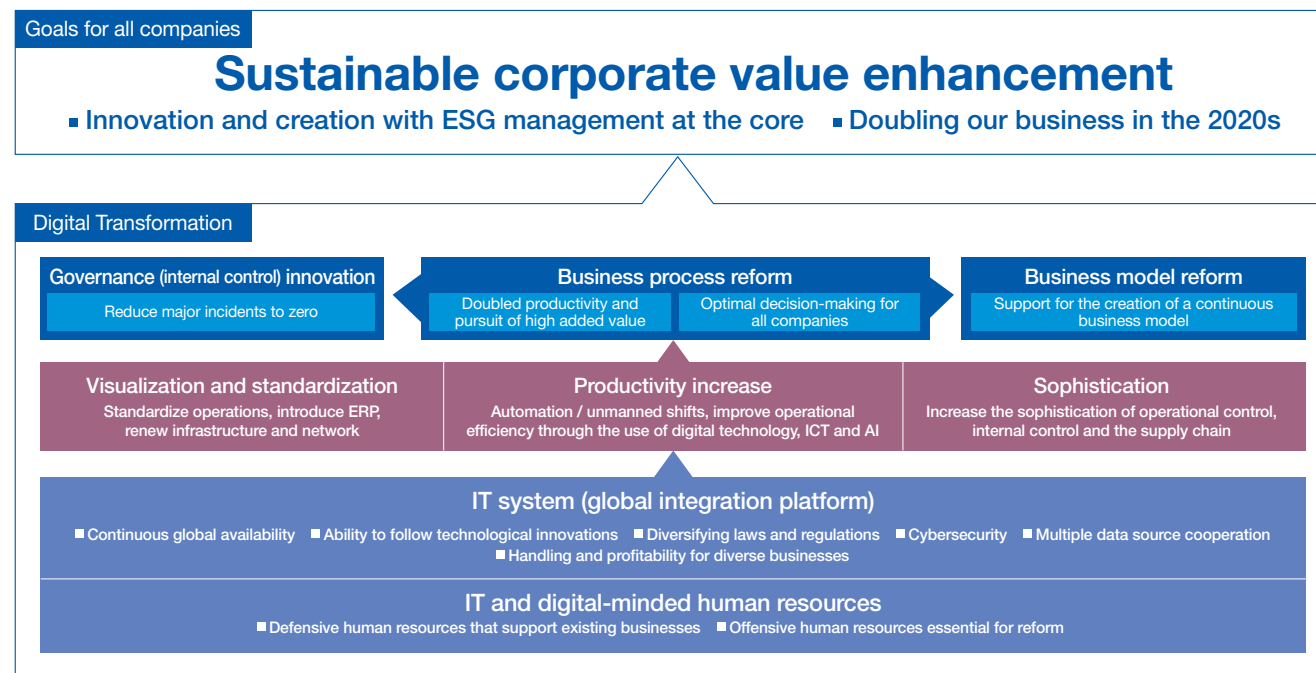 Goals for all companies
Sustainable corporate value enhancement
■ Innovation and creation with ESG management at the core ■ Doubling our business in the 2020s
Digital Transformation
Governance (internal control) innovation
Reduce major incidents to zero
Business process reform
Doubled productivity and
pursuit of high added value
Optimal decision-making for
all companies
Business model reform
Support for the creation of a continuous
business model
Visualization and standardization
Standardize operations, introduce ERP,
renew infrastructure and network
Productivity increase
Automation / unmanned shifts, improve operational
efficiency through the use of digital technology, ICT and AI
Sophistication
Increase the sophistication of operational control,
internal control and the supply chain
IT system (global integration platform)
■ Continuous global availability ■ Ability to follow technological innovations ■ Diversifying laws and regulations ■ Cybersecurity ■ Multiple data source cooperation
■ Handling and profitability for diverse businesses
IT and digital-minded human resources
■ Defensive human resources that support existing businesses ■ Offensive human resources essential for reform